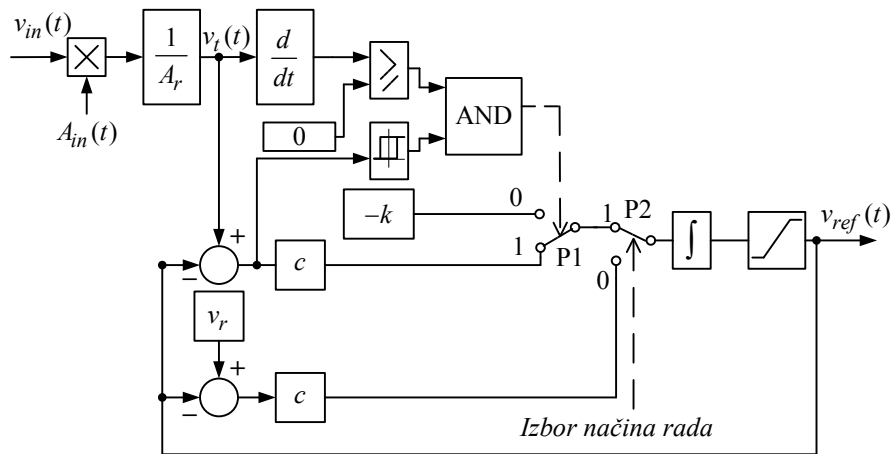 v_in(t)
1
A_r
v_t(t)
d
dt
≥
AND
A_in(t)
0
–k
0
1
P1
1
P2
0
∫
v_ref(t)
+
–
c
v_r
+
–
c
Izbor načina rada